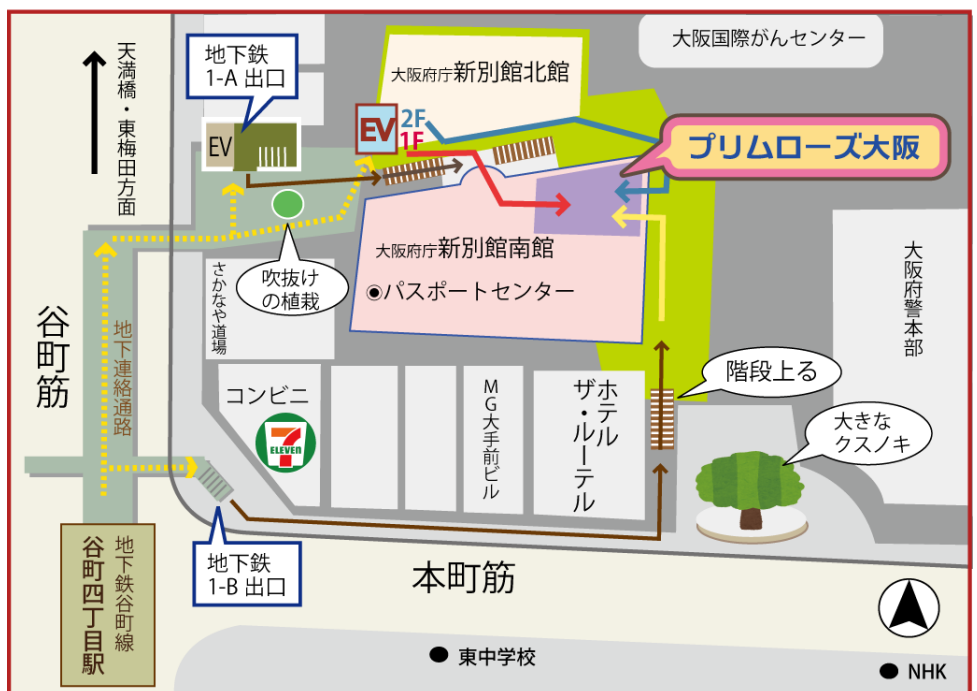 大阪国際がんセンター
天満橋・東梅田方面
地下鉄
1-A 出口
大阪府庁新別館北館
EV
EV
2F
1F
プリムローズ大阪
吹抜け
の植栽
大阪府庁新別館南館
パスポートセンター
さかなや道場
大阪府警本部
谷町筋
地下連絡通路
コンビニ
7
ELEVEN
MG大手前ビル
ホテル
ザ・ルーテル
階段上る
大きな
クスノキ
地下鉄
1-B 出口
本町筋
地下鉄谷町線
谷町四丁目駅
東中学校
NHK